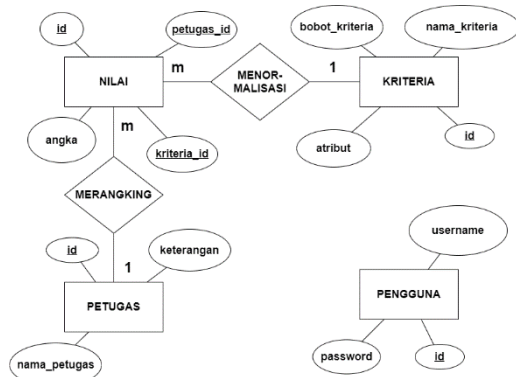 id
petugas_id
bobot_kriteria
nama_kriteria
NILAI
m
MENOR-
MALISASI
1
KRITERIA
angka
m
kriteria_id
atribut
id
MERANGKING
id
keterangan
1
username
PETUGAS
PENGGUNA
nama_petugas
password
id